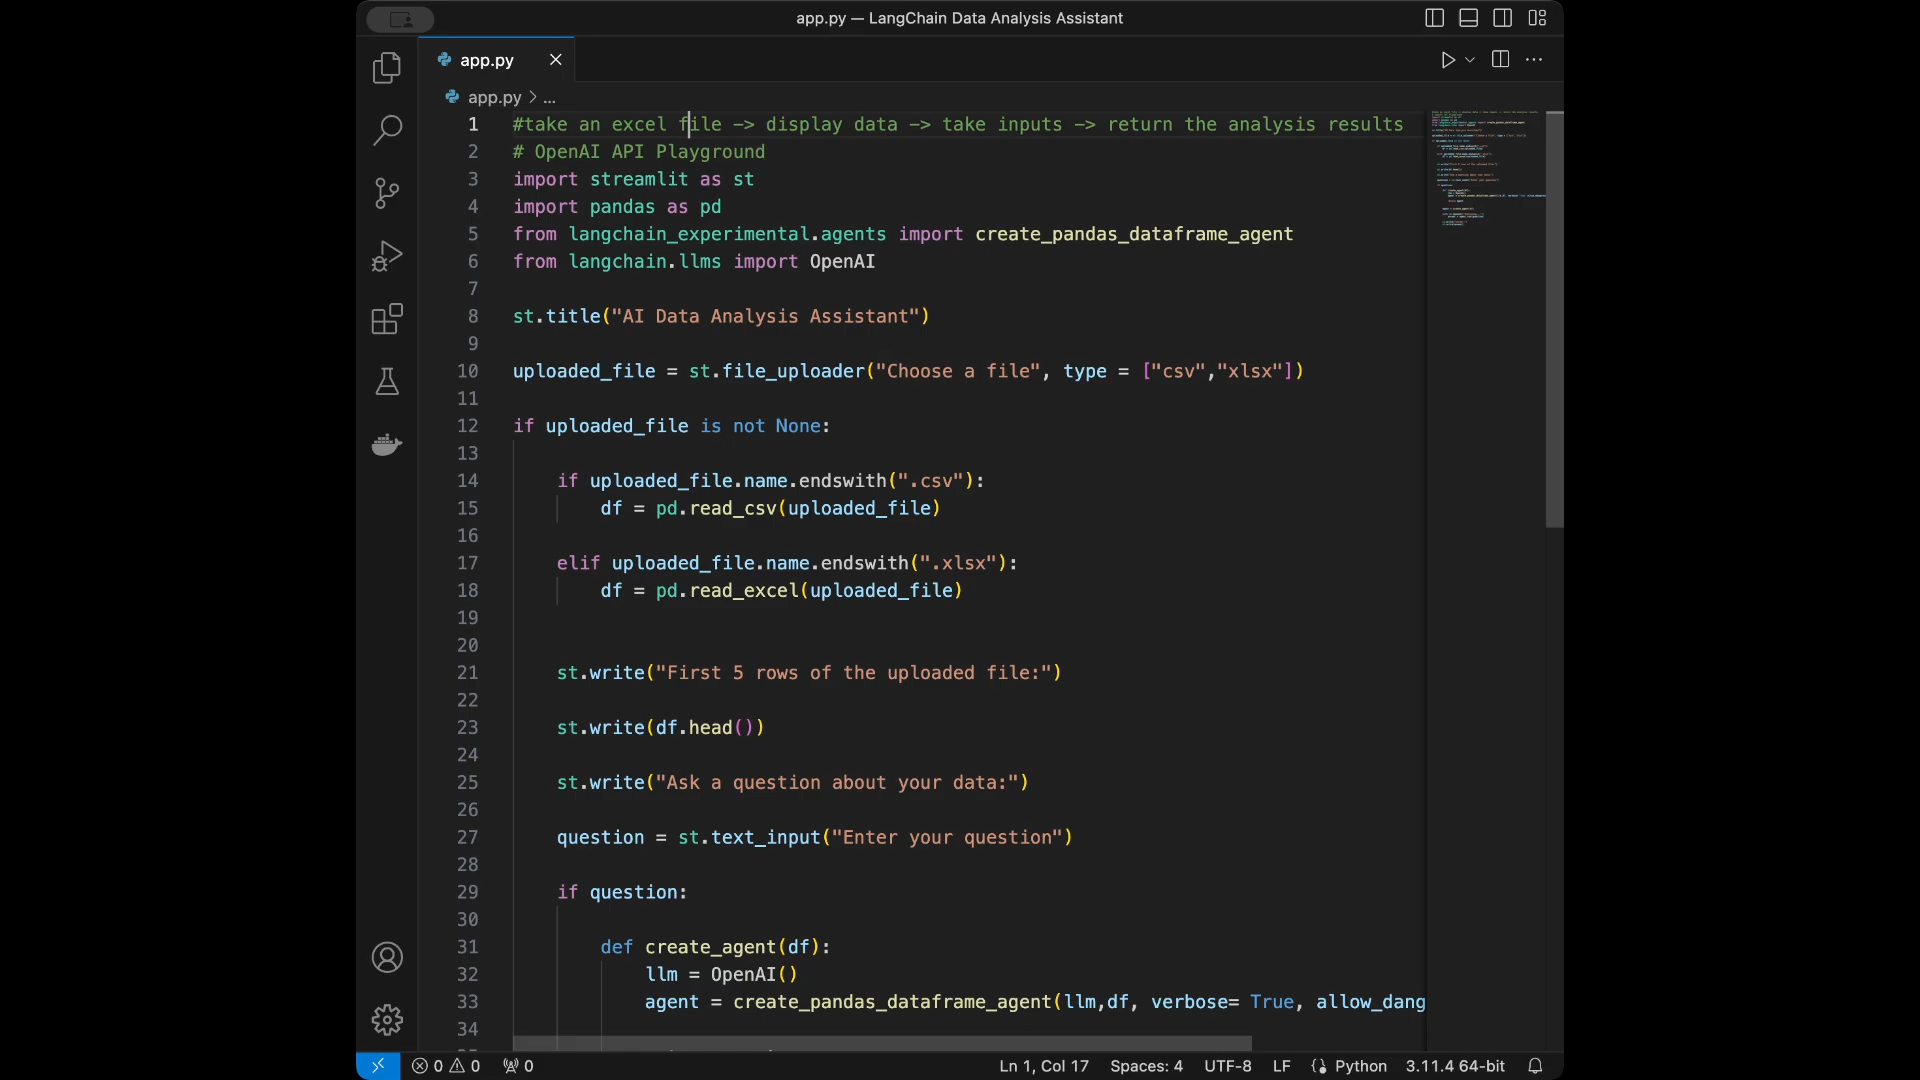 app.py — LangChain Data Analysis Assistant
app.py
app.py > ...
1 #take an excel file -> display data -> take inputs -> return the analysis results
2 # OpenAI API Playground
3 import streamlit as st
4 import pandas as pd
5 from langchain_experimental.agents import create_pandas_dataframe_agent
6 from langchain.llms import OpenAI
7
8 st.title("AI Data Analysis Assistant")
9
10 uploaded_file = st.file_uploader("Choose a file", type = ["csv","xlsx"])
11
12 if uploaded_file is not None:
13
14     if uploaded_file.name.endswith(".csv"):
15         df = pd.read_csv(uploaded_file)
16
17     elif uploaded_file.name.endswith(".xlsx"):
18         df = pd.read_excel(uploaded_file)
19
20
21     st.write("First 5 rows of the uploaded file:")
22
23     st.write(df.head())
24
25     st.write("Ask a question about your data:")
26
27     question = st.text_input("Enter your question")
28
29     if question:
30
31         def create_agent(df):
32             llm = OpenAI()
33             agent = create_pandas_dataframe_agent(llm,df, verbose= True, allow_dang
34
0 0 0 Ln 1, Col 17 Spaces: 4 UTF-8 LF Python 3.11.4 64-bit